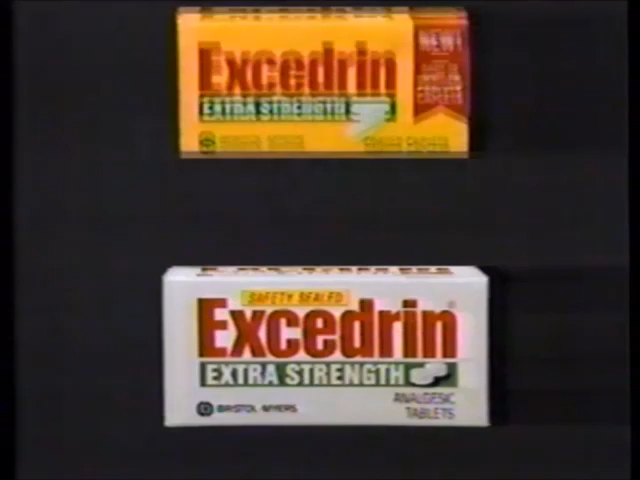 NEW!
Excedrin
EXTRA STRENGTH
SAFETY SEALED
Excedrin®
EXTRA STRENGTH
BRISTOL-MYERS
ANALGESIC
TABLETS